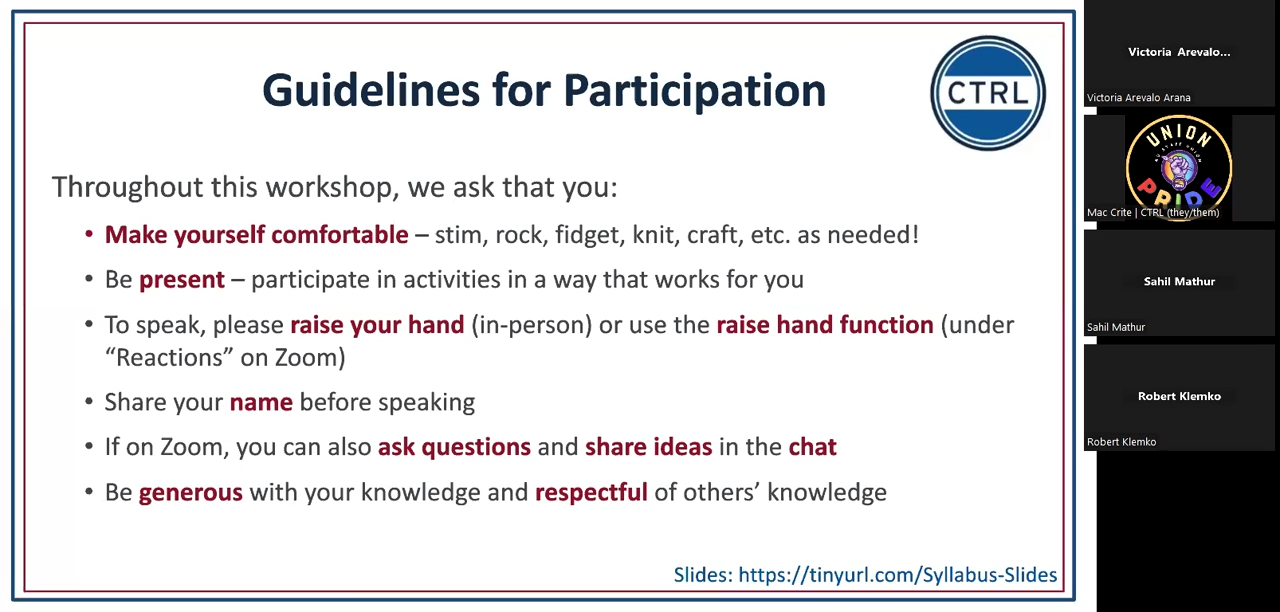 Guidelines for Participation
CTRL
Throughout this workshop, we ask that you:
• Make yourself comfortable – stim, rock, fidget, knit, craft, etc. as needed!
• Be present – participate in activities in a way that works for you
• To speak, please raise your hand (in-person) or use the raise hand function (under
“Reactions” on Zoom)
• Share your name before speaking
• If on Zoom, you can also ask questions and share ideas in the chat
• Be generous with your knowledge and respectful of others’ knowledge
Slides: https://tinyurl.com/Syllabus-Slides
Victoria Arevalo...
Victoria Arevalo Arana
UNION
AU STAFF UNION
PRIDE
Mac Crite | CTRL (they/them)
Sahil Mathur
Sahil Mathur
Robert Klemko
Robert Klemko